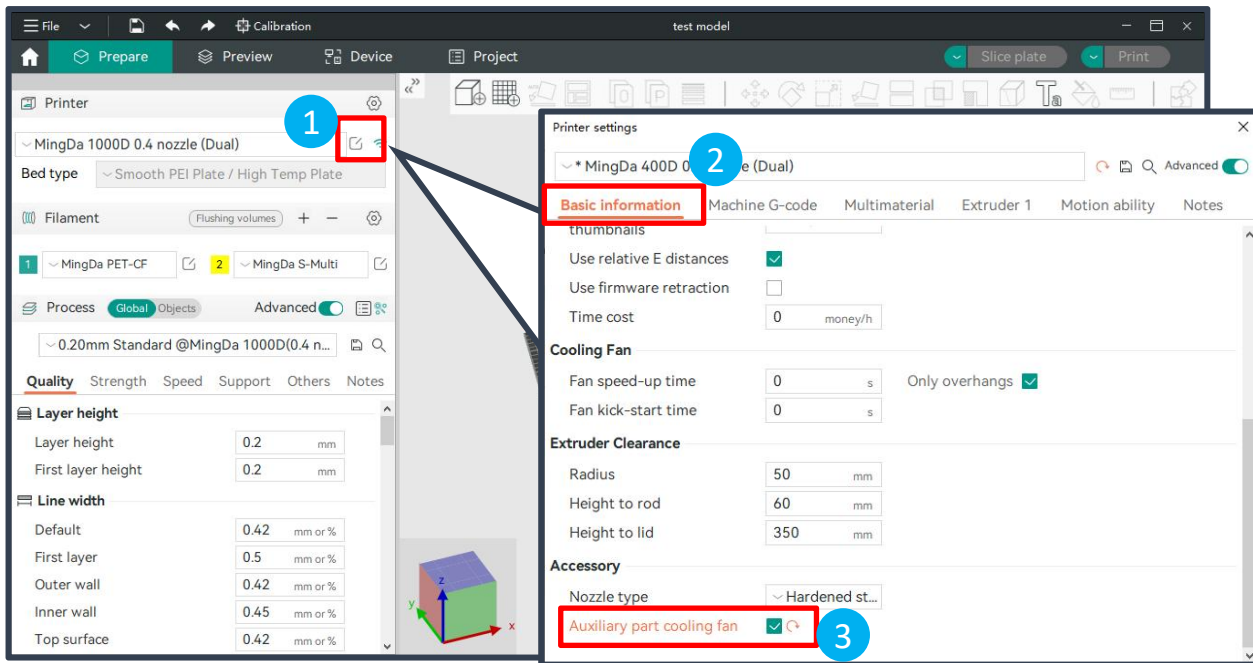 File
Calibration
test model
Prepare
Preview
Device
Project
Slice plate
Print
Printer
1
MingDa 1000D 0.4 nozzle (Dual)
Bed type
Smooth PEI Plate / High Temp Plate
Filament
Flushing volumes
1
MingDa PET-CF
2
MingDa S-Multi
Process
Global
Objects
Advanced
0.20mm Standard @MingDa 1000D(0.4 n...
Quality
Strength
Speed
Support
Others
Notes
Layer height
Layer height 0.2 mm
First layer height 0.2 mm
Line width
Default 0.42 mm or %
First layer 0.5 mm or %
Outer wall 0.42 mm or %
Inner wall 0.45 mm or %
Top surface 0.42 mm or %
z
y
x
Printer settings
2
* MingDa 400D 0 e (Dual)
Advanced
Basic information
Machine G-code
Multimaterial
Extruder 1
Motion ability
Notes
thumbnails
Use relative E distances
Use firmware retraction
Time cost 0 money/h
Cooling Fan
Fan speed-up time 0 s Only overhangs
Fan kick-start time 0 s
Extruder Clearance
Radius 50 mm
Height to rod 60 mm
Height to lid 350 mm
Accessory
Nozzle type Hardened st...
Auxiliary part cooling fan
3